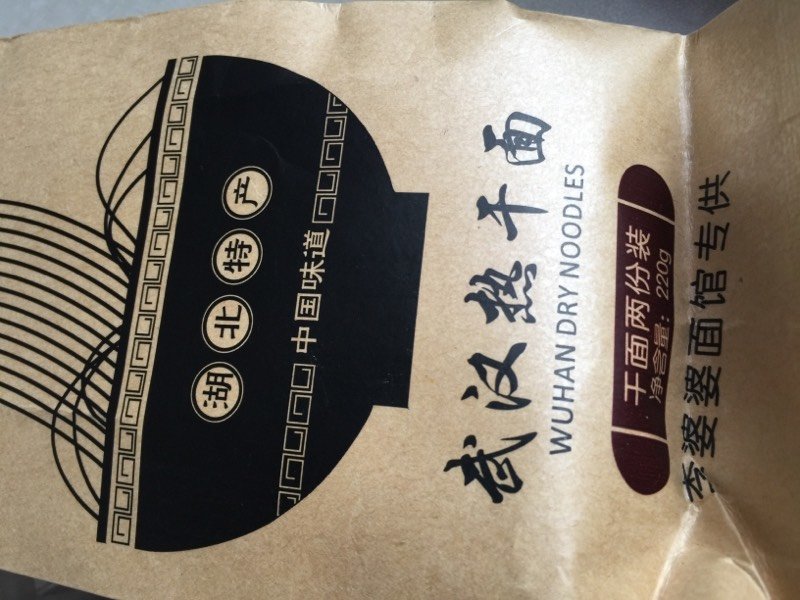 湖北特产
中国味道
武汉热干面
WUHAN DRY NOODLES
干面两份装
净含量：220g
李婆婆面馆专供